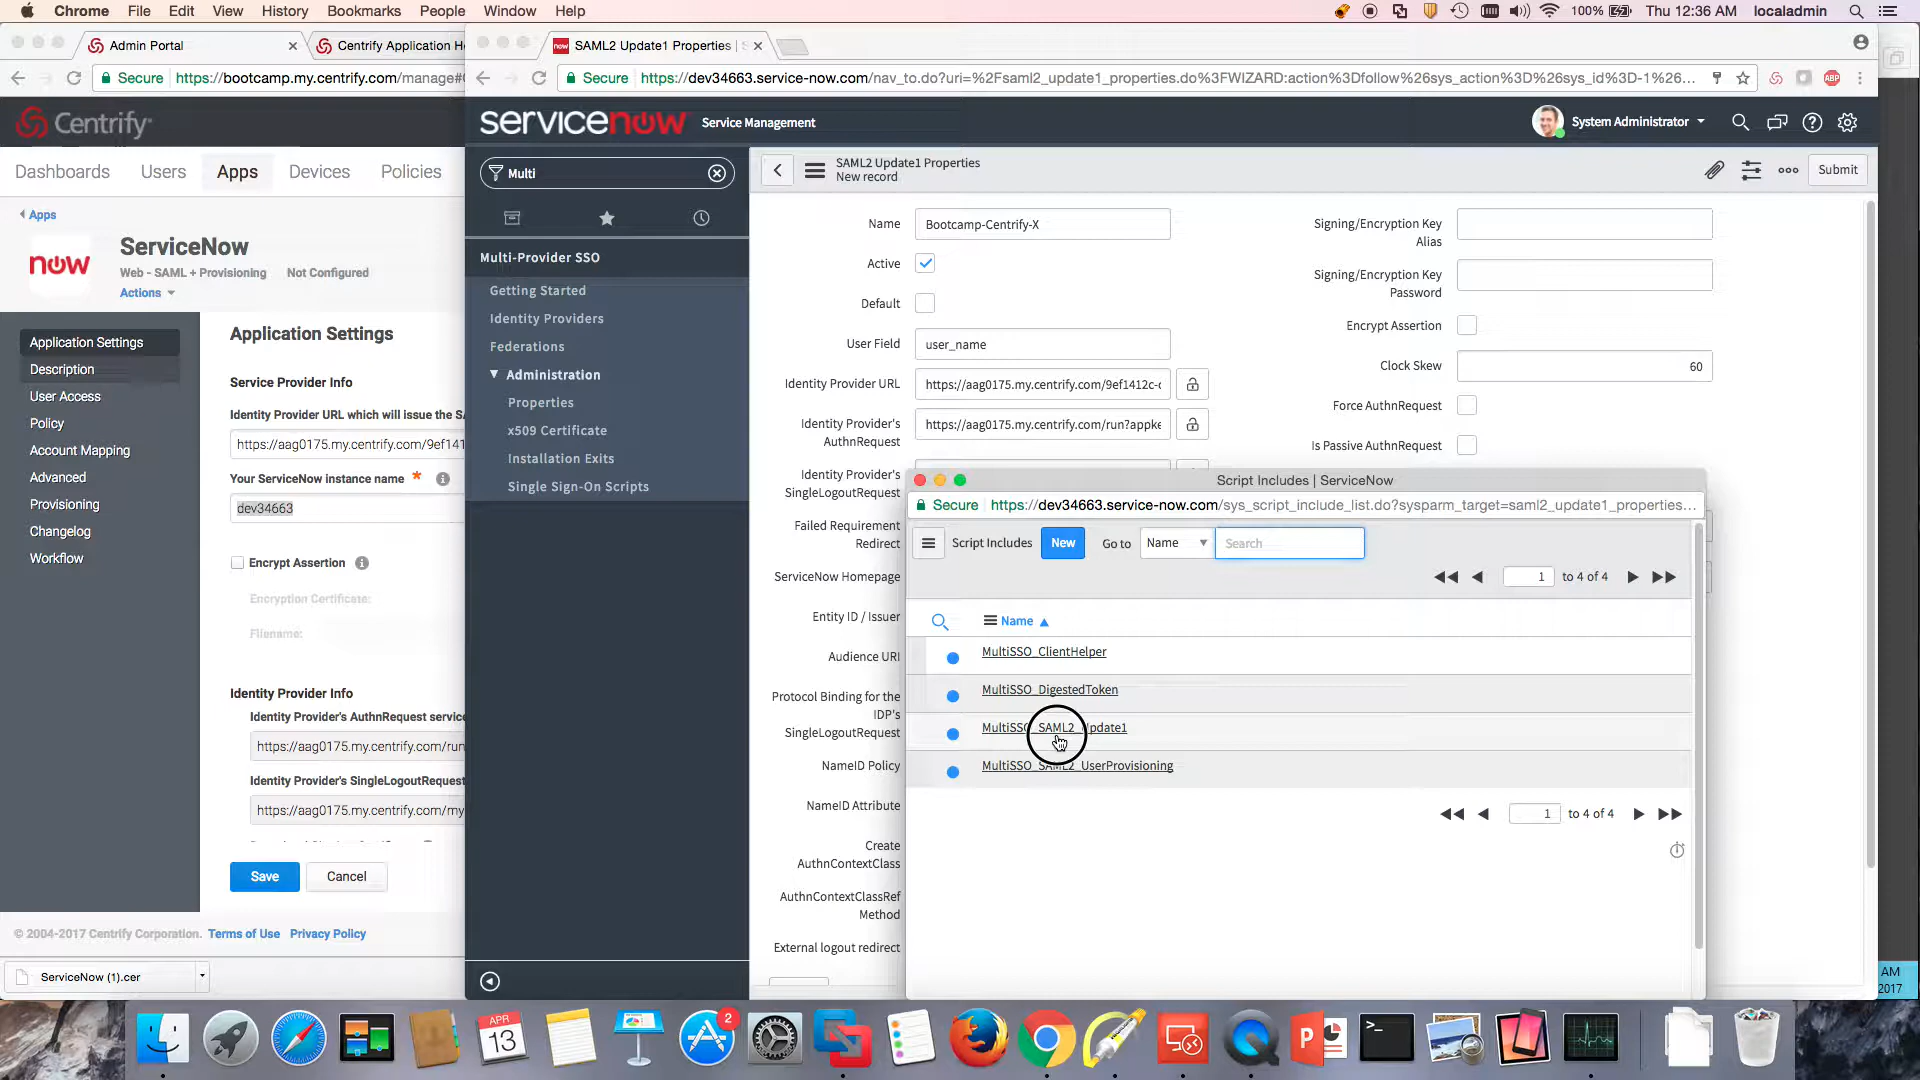 Chrome File Edit View History Bookmarks People Window Help
100% Thu 12:36 AM localadmin
Admin Portal
Centrify Application H
SAML2 Update1 Properties | S
Secure https://bootcamp.my.centrify.com/manage#
Secure https://dev34663.service-now.com/nav_to.do?uri=%2Fsaml2_update1_properties.do%3FWIZARD:action%3Dfollow%26sys_action%3D%26sys_id%3D-1%26...
ABP
Centrify
Dashboards Users Apps Devices Policies
Apps
now
ServiceNow
Web - SAML + Provisioning Not Configured
Actions
Application Settings
Description
User Access
Policy
Account Mapping
Advanced
Provisioning
Changelog
Workflow
Application Settings
Service Provider Info
Identity Provider URL which will issue the SA
https://aag0175.my.centrify.com/9ef141
Your ServiceNow instance name *
dev34663
Encrypt Assertion
Encryption Certificate:
Filename:
Identity Provider Info
Identity Provider's AuthnRequest service
https://aag0175.my.centrify.com/run
Identity Provider's SingleLogoutRequest
https://aag0175.my.centrify.com/my
Save Cancel
© 2004-2017 Centrify Corporation. Terms of Use Privacy Policy
ServiceNow (1).cer
servicenow Service Management
System Administrator
Multi
Multi-Provider SSO
Getting Started
Identity Providers
Federations
Administration
Properties
x509 Certificate
Installation Exits
Single Sign-On Scripts
SAML2 Update1 Properties
New record
Submit
Name Bootcamp-Centrify-X
Active
Default
User Field user_name
Identity Provider URL https://aag0175.my.centrify.com/9ef1412c-c
Identity Provider's
AuthnRequest
https://aag0175.my.centrify.com/run?appke
Identity Provider's
SingleLogoutRequest
Failed Requirement
Redirect
ServiceNow Homepage
Entity ID / Issuer
Audience URI
Protocol Binding for the
IDP's
SingleLogoutRequest
NameID Policy
NameID Attribute
Create
AuthnContextClass
AuthnContextClassRef
Method
External logout redirect
Signing/Encryption Key
Alias
Signing/Encryption Key
Password
Encrypt Assertion
Clock Skew 60
Force AuthnRequest
Is Passive AuthnRequest
Script Includes | ServiceNow
Secure https://dev34663.service-now.com/sys_script_include_list.do?sysparm_target=saml2_update1_properties...
Script Includes New Go to Name Search
1 to 4 of 4
Name
MultiSSO_ClientHelper
MultiSSO_DigestedToken
MultiSSO_SAML2_Update1
MultiSSO_SAML2_UserProvisioning
1 to 4 of 4
AM
2017
APR
13
2